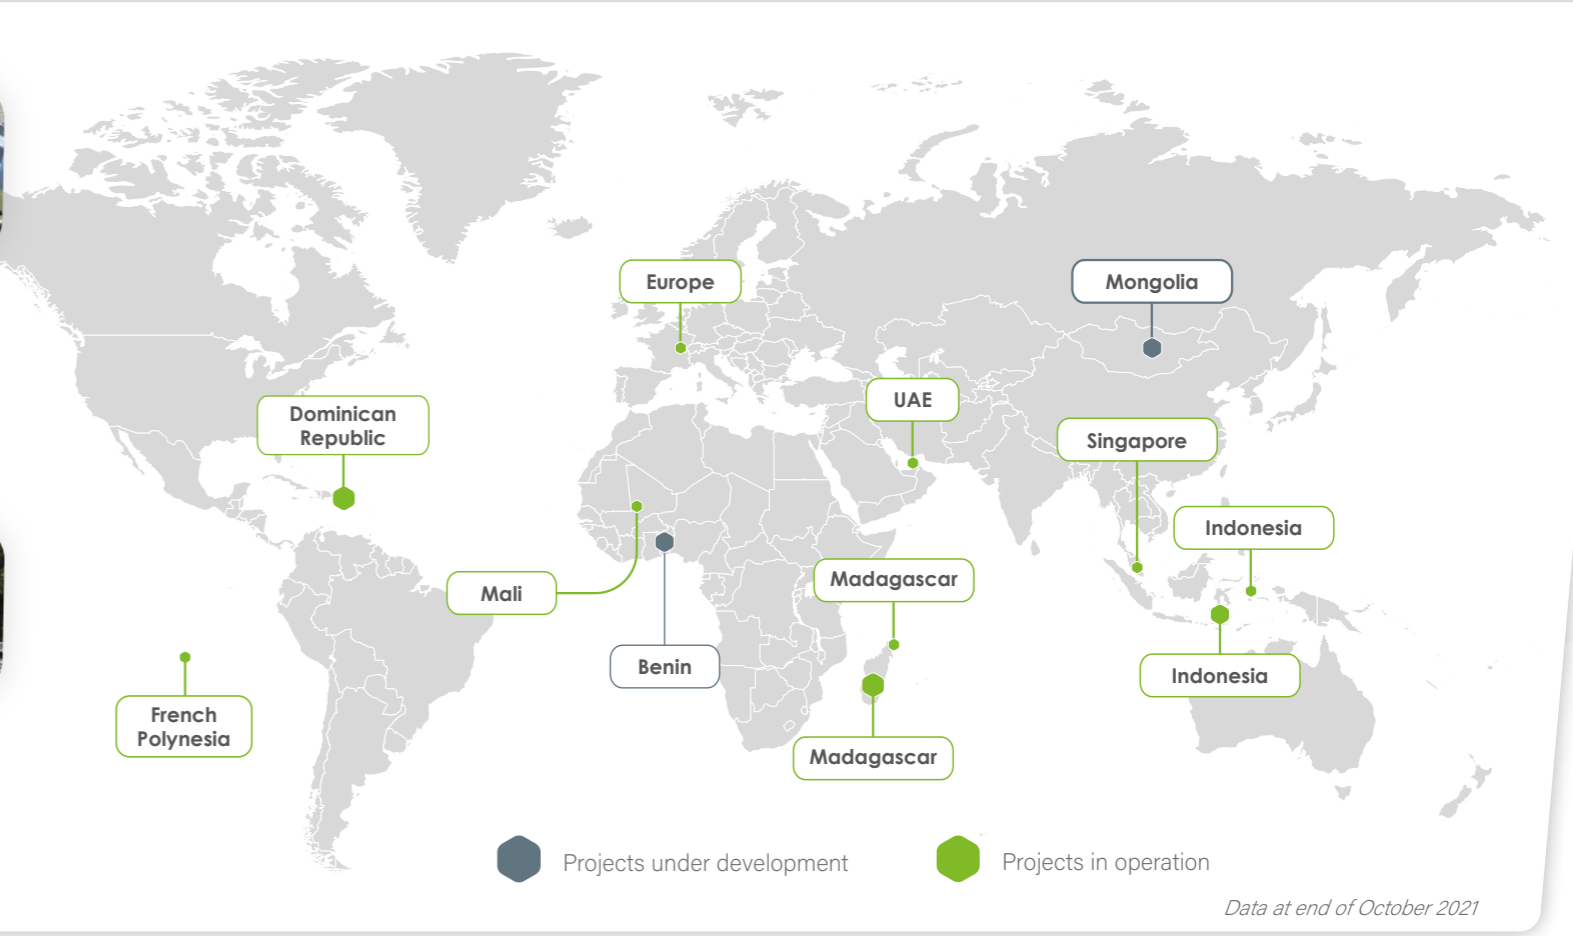 Europe
Mongolia
UAE
Dominican
Republic
Singapore
Indonesia
Mali
Madagascar
Benin
Indonesia
French
Polynesia
Madagascar
Projects under development
Projects in operation
Data at end of October 2021